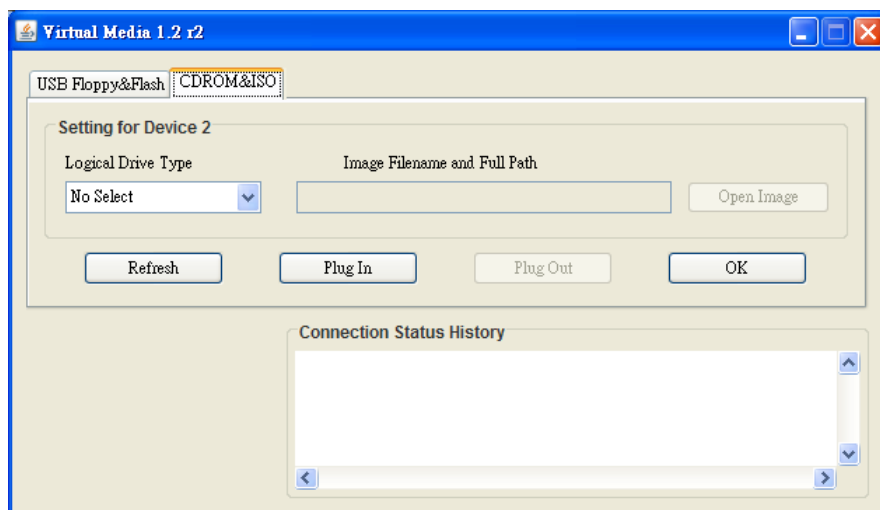 Virtual Media 1.2 r2
USB Floppy&Flash CDROM&ISO
Setting for Device 2
Logical Drive Type Image Filename and Full Path
No Select Open Image
Refresh Plug In Plug Out OK
Connection Status History